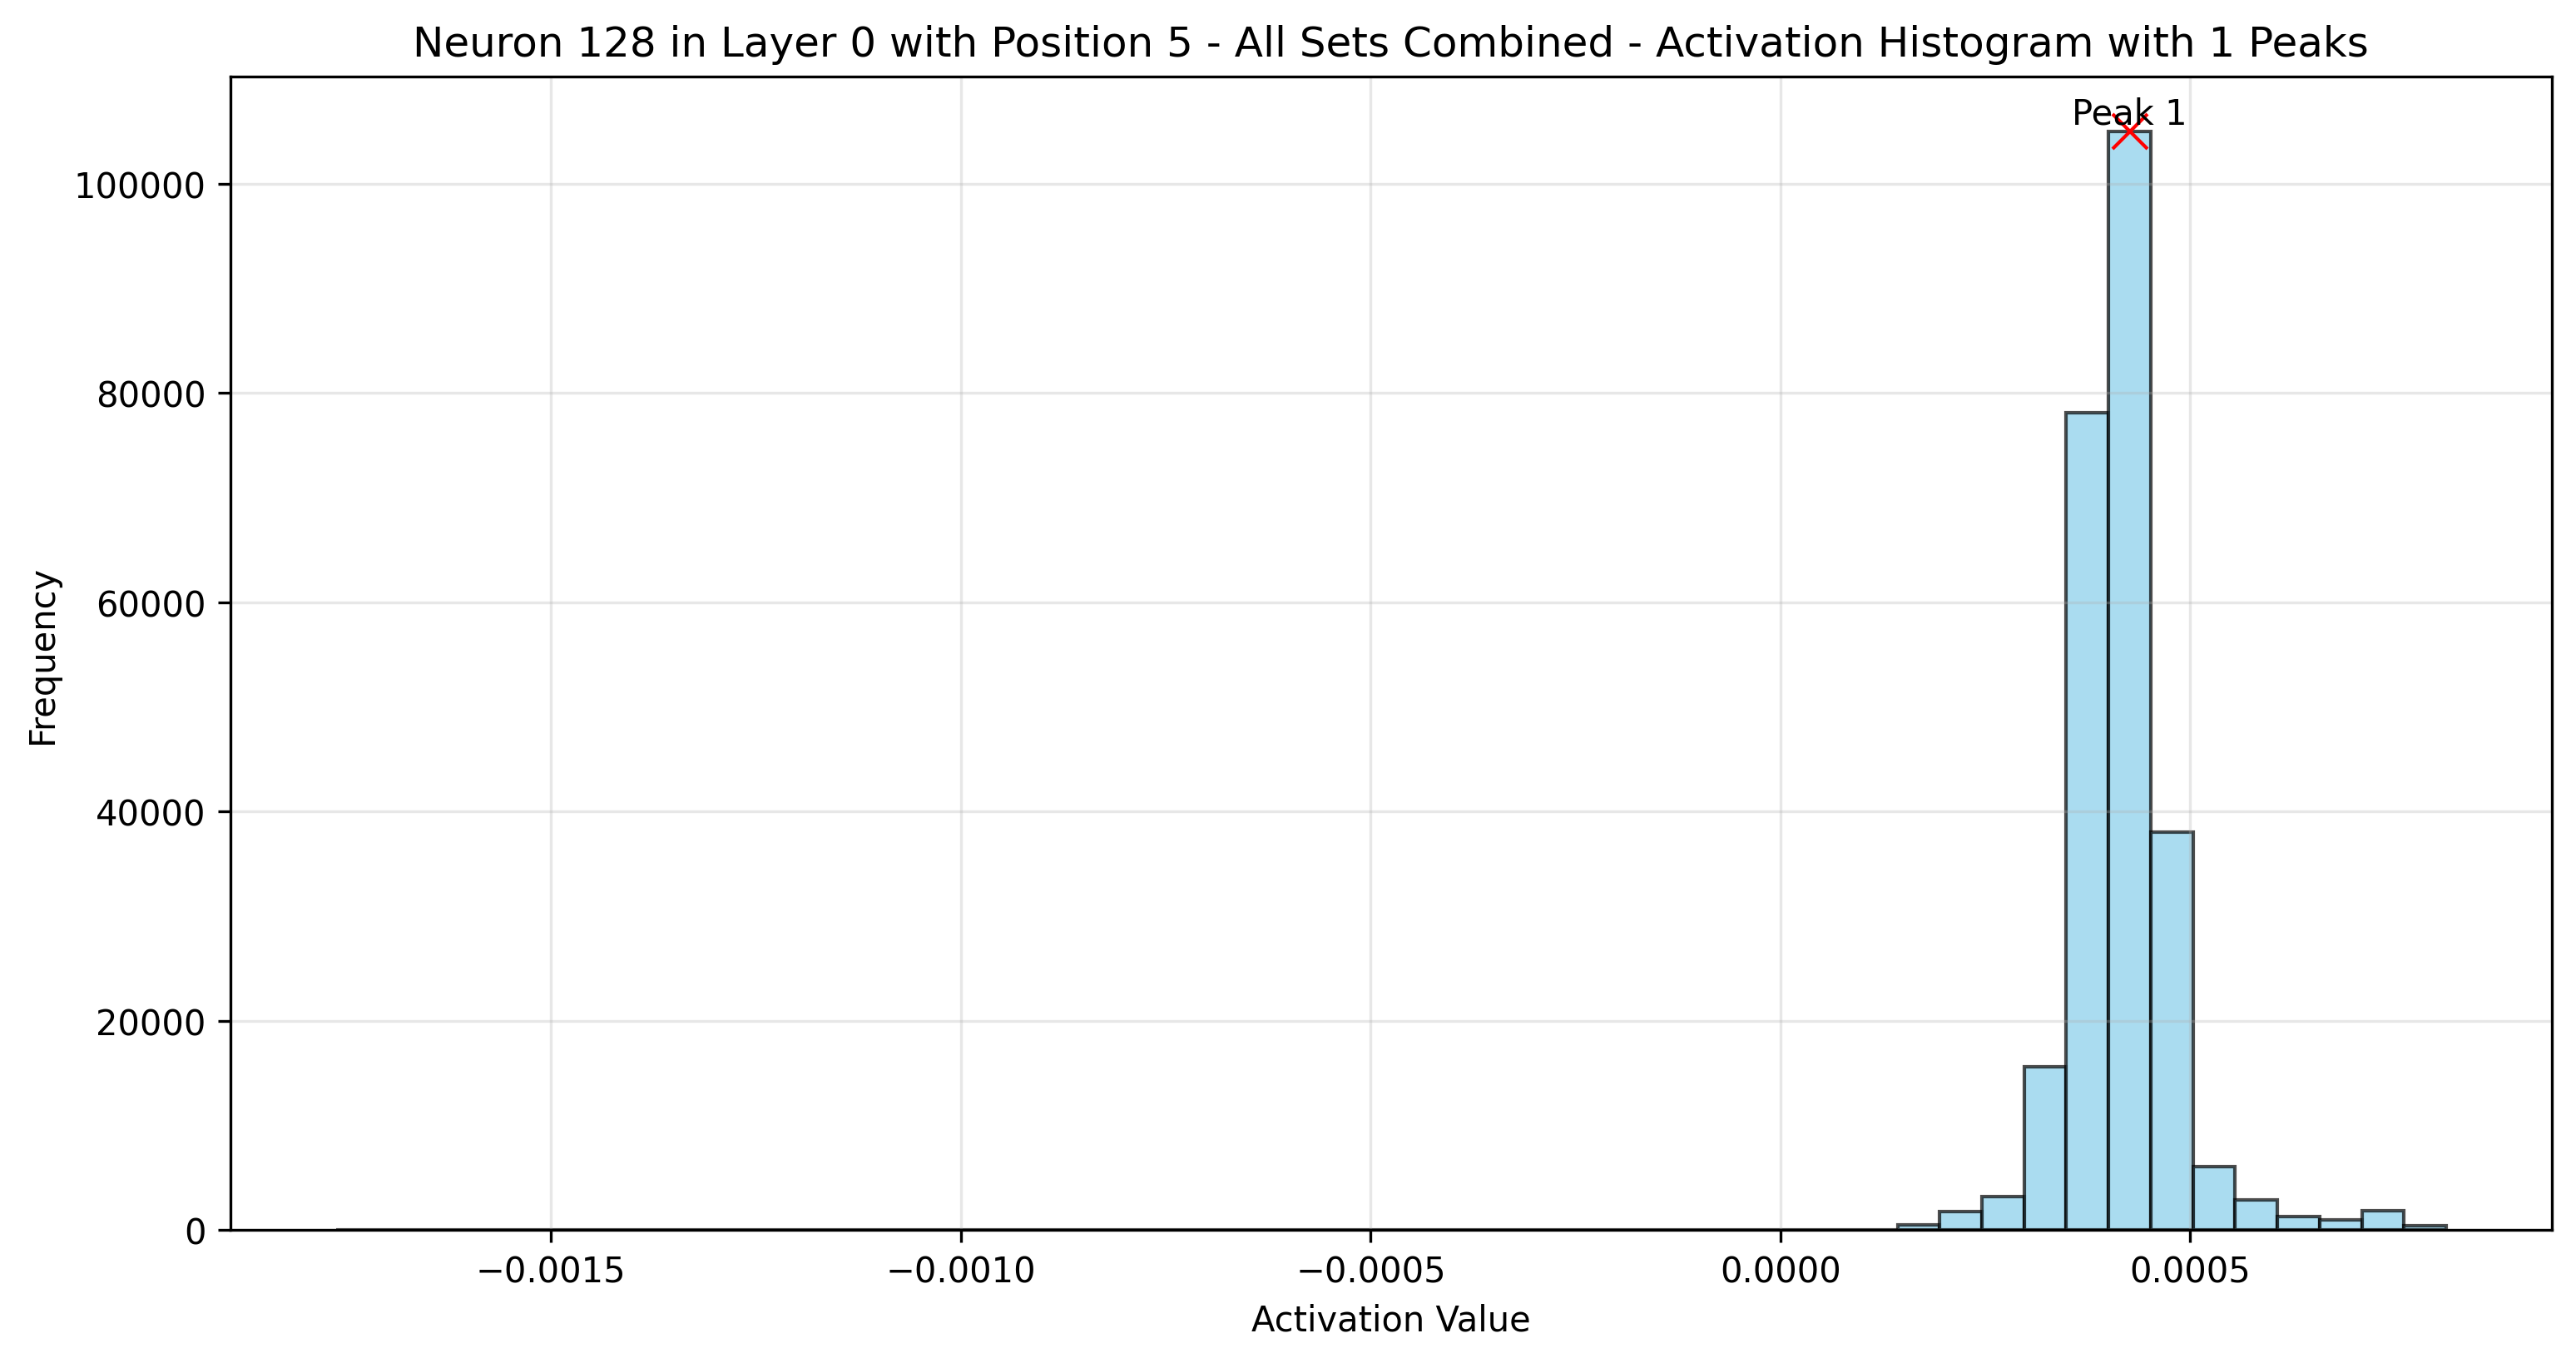 Neuron 128 in Layer 0 with Position 5 - All Sets Combined - Activation Histogram with 1 Peaks
Peak 1
100000
80000
60000
40000
20000
0
Frequency
−0.0015 −0.0010 −0.0005 0.0000 0.0005
Activation Value